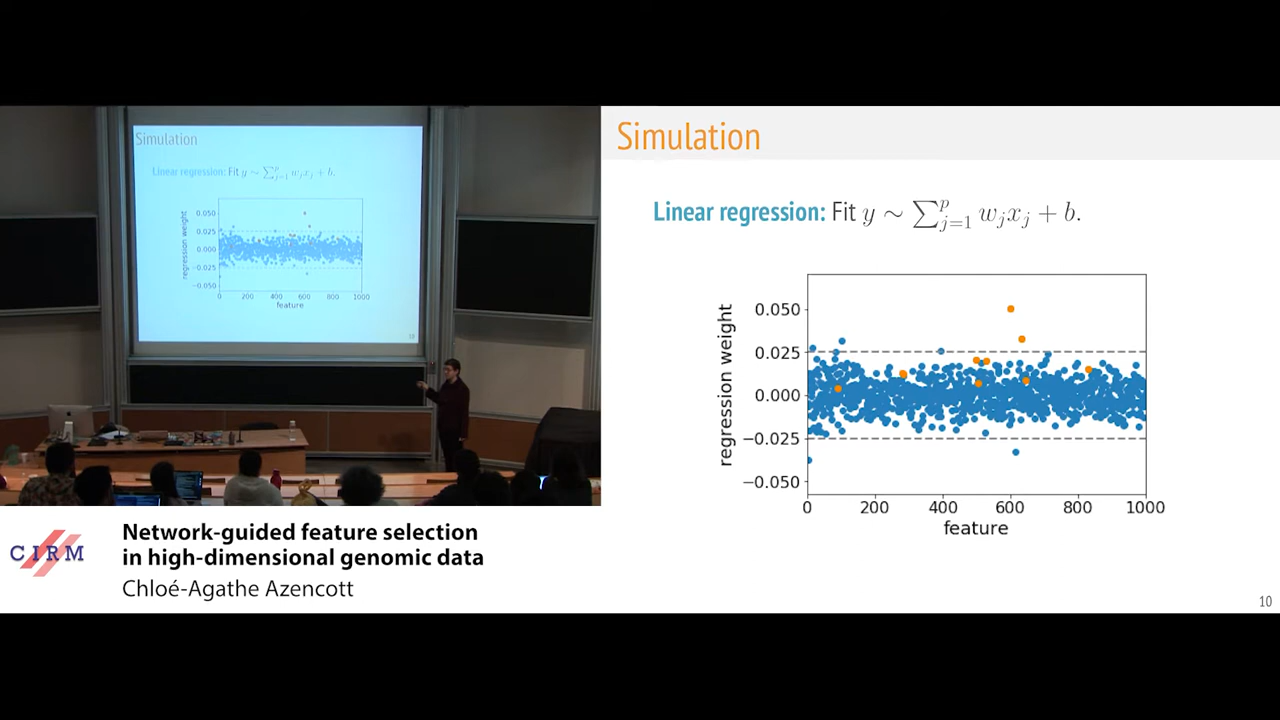 Simulation
Linear regression: Fit y ∼ ∑_{j=1}^{p} w_j x_j + b.
0.050
0.025
0.000
−0.025
−0.050
regression weight
0 200 400 600 800 1000
feature
10
Simulation
Linear regression: Fit y ∼ ∑_{j=1}^{p} w_j x_j + b.
regression weight
0.050
0.025
0.000
−0.025
−0.050
0 200 400 600 800 1000
feature
10
CIRM
Network-guided feature selection
in high-dimensional genomic data
Chloé-Agathe Azencott